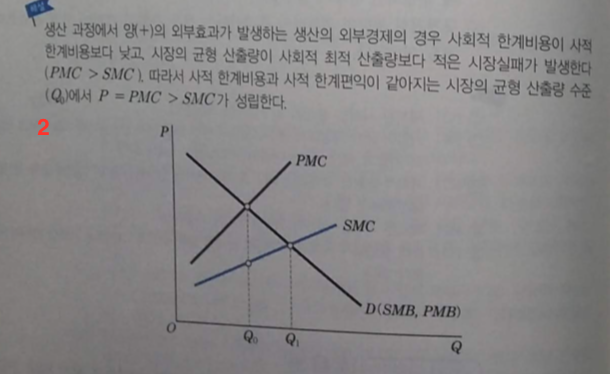 해설
생산 과정에서 양(+)의 외부효과가 발생하는 생산의 외부경제의 경우 사회적 한계비용이 사적
한계비용보다 낮고, 시장의 균형 산출량이 사회적 최적 산출량보다 적은 시장실패가 발생한다
(PMC > SMC). 따라서 사적 한계비용과 사적 한계편익이 같아지는 시장의 균형 산출량 수준
(Q₀)에서 P = PMC > SMC가 성립한다.
2
P
PMC
SMC
D(SMB, PMB)
O
Q₀
Q₁
Q